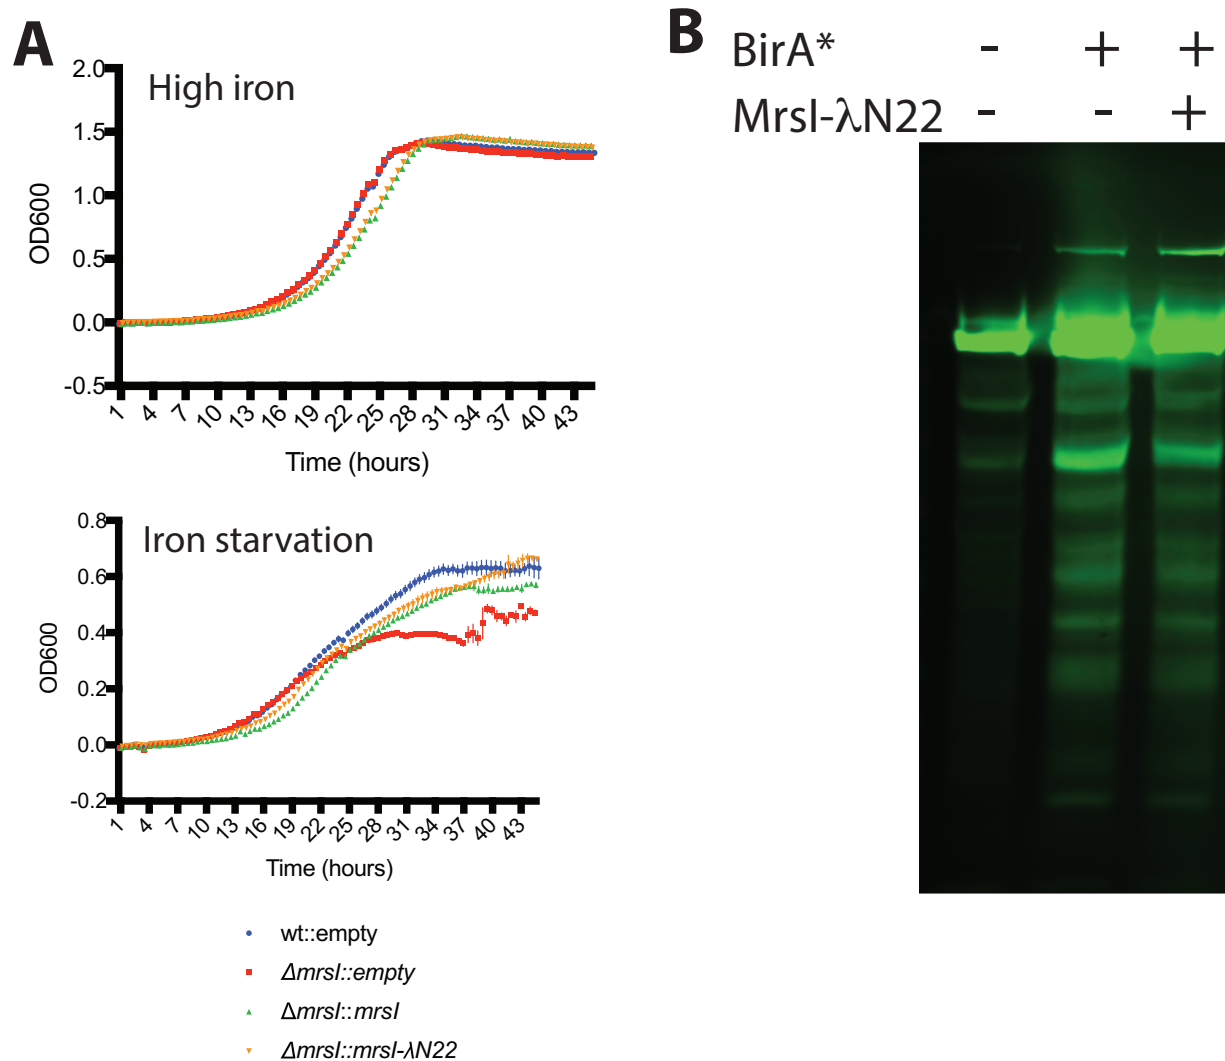 A
High iron
2.0
1.5
1.0
0.5
0.0
-0.5
OD600
1 4 7 10 13 16 19 22 25 28 31 34 37 40 43
Time (hours)
Iron starvation
0.8
0.6
0.4
0.2
0.0
-0.2
OD600
1 4 7 10 13 16 19 22 25 28 31 34 37 40 43
Time (hours)
wt::empty
ΔmrsI::empty
ΔmrsI::mrsI
ΔmrsI::mrsI-λN22
B
BirA* - + +
MrsI-λN22 - - +